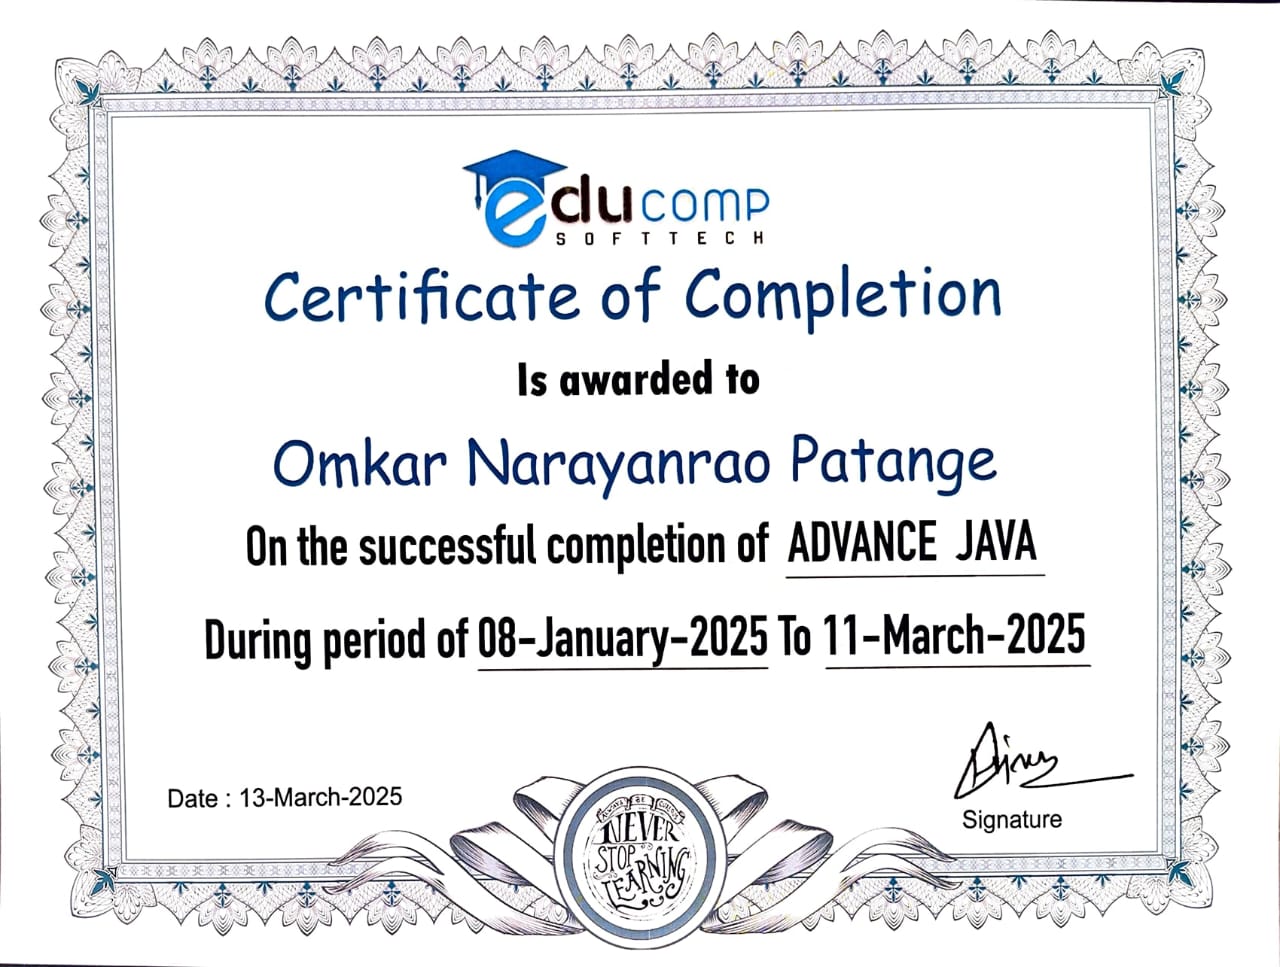 educomp
SOFTTECH
Certificate of Completion
Is awarded to
Omkar Narayanrao Patange
On the successful completion of ADVANCE JAVA
During period of 08-January-2025 To 11-March-2025
Date : 13-March-2025
Signature
ALWAYS BE CURIOUS
NEVER
STOP
LEARNING